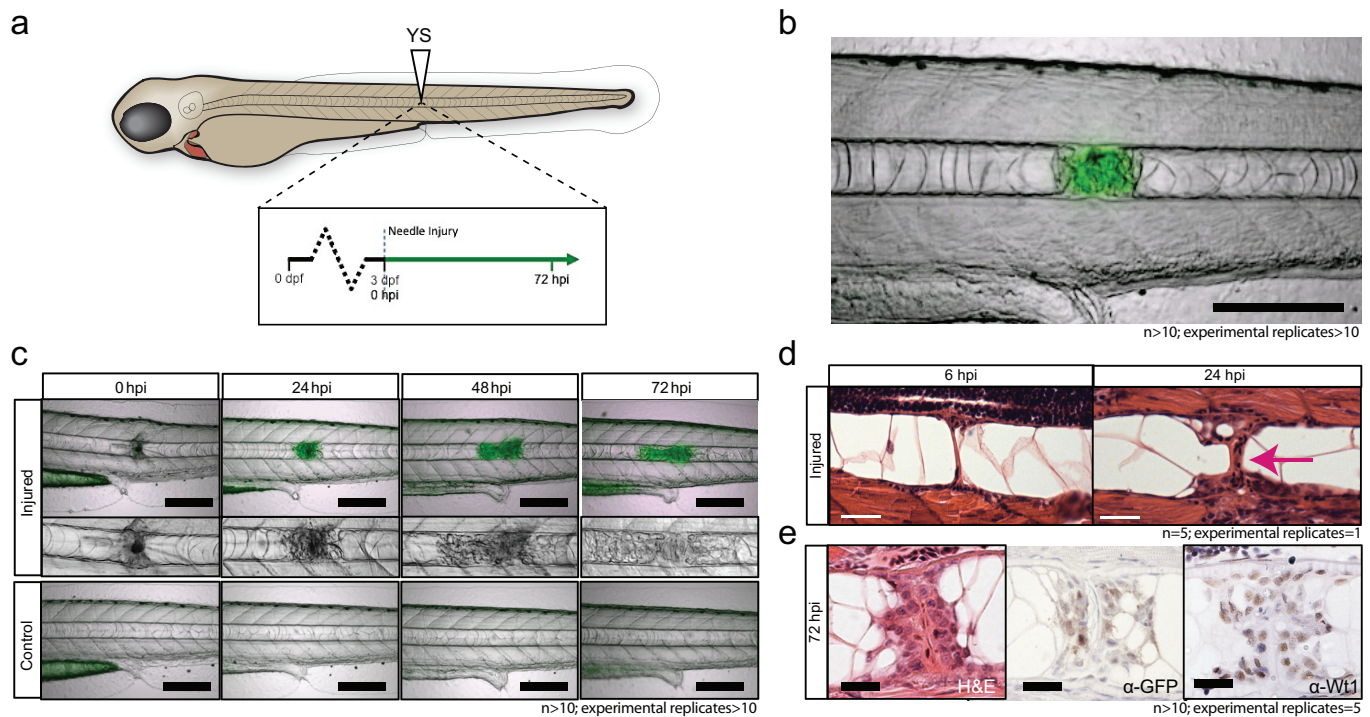 a
YS
Needle Injury
0 dpf
3 dpf
0 hpi
72 hpi
b
n>10; experimental replicates>10
c
0 hpi
24 hpi
48 hpi
72 hpi
Injured
Control
n>10; experimental replicates>10
d
6 hpi
24 hpi
Injured
n=5; experimental replicates=1
e
72 hpi
H&E
α-GFP
α-Wt1
n>10; experimental replicates=5